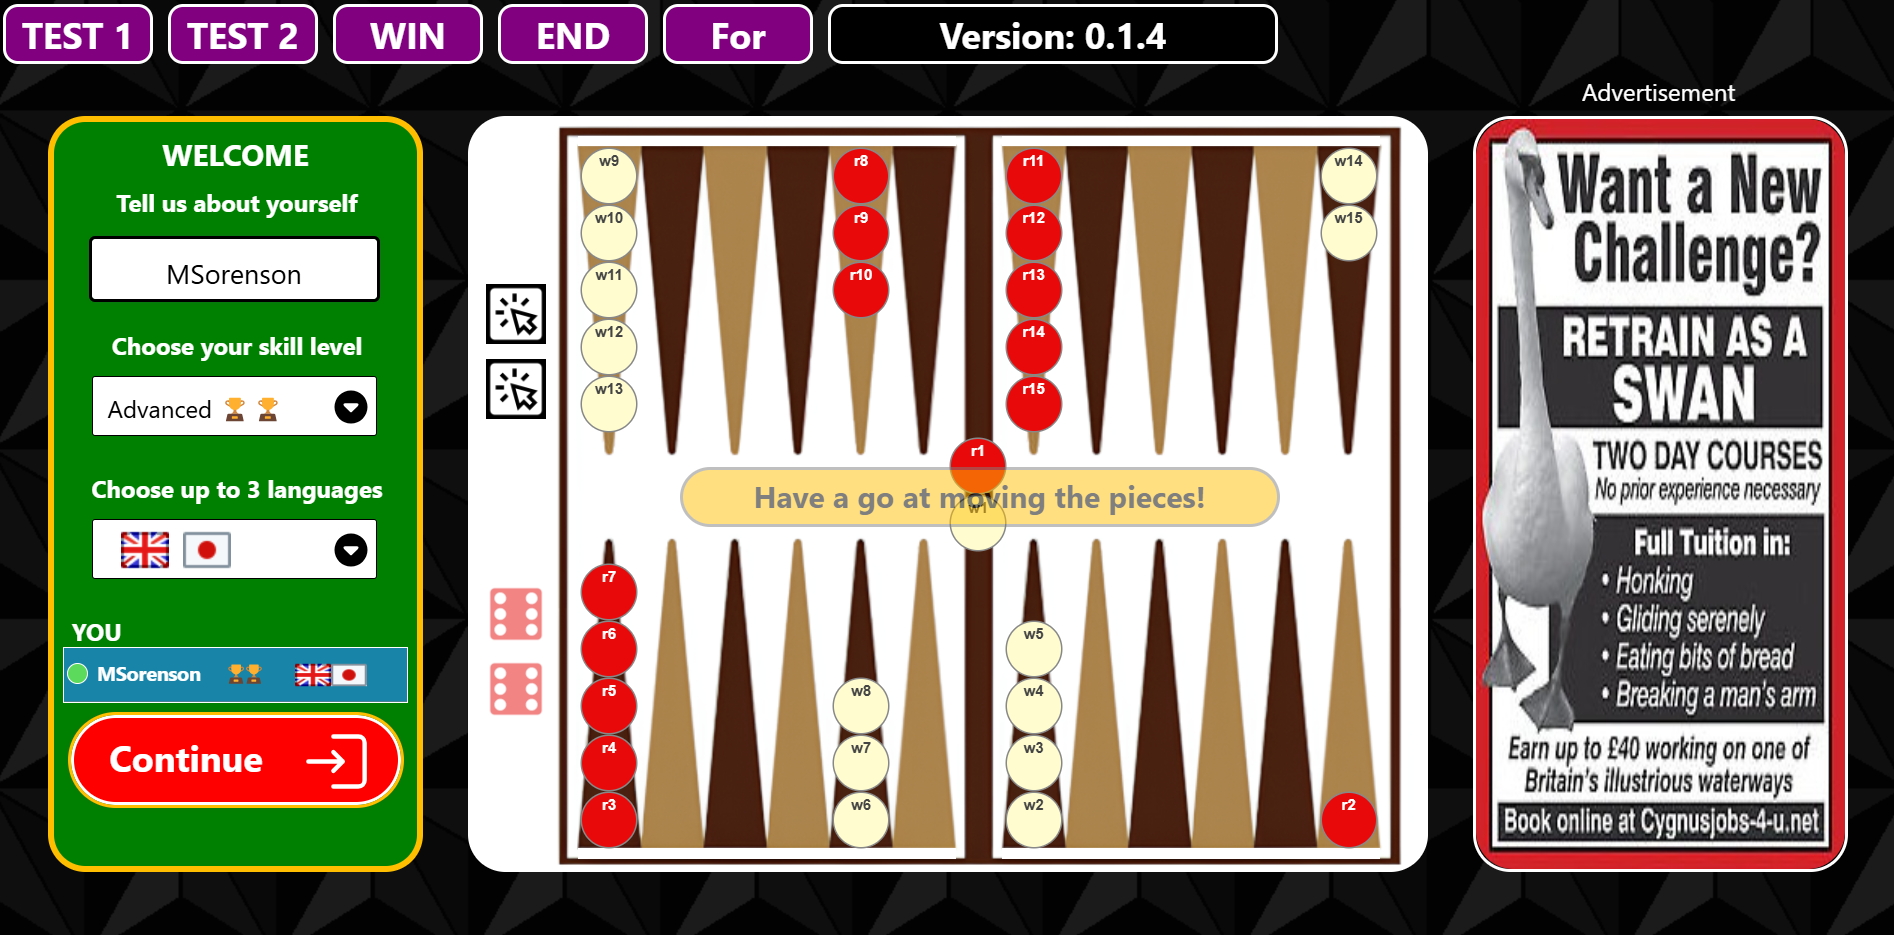 TEST 1
TEST 2
WIN
END
For
Version: 0.1.4
WELCOME
Tell us about yourself
MSorenson
Choose your skill level
Advanced
Choose up to 3 languages
YOU
MSorenson
Continue
w9
w10
w11
w12
w13
r8
r9
r10
r11
r12
r13
r14
r15
w14
w15
r1
Have a go at moving the pieces!
w1
r7
r6
r5
r4
r3
w8
w7
w6
w5
w4
w3
w2
r2
Advertisement
Want a New
Challenge?
RETRAIN AS A
SWAN
TWO DAY COURSES
No prior experience necessary
Full Tuition in:
• Honking
• Gliding serenely
• Eating bits of bread
• Breaking a man's arm
Earn up to £40 working on one of
Britain's illustrious waterways
Book online at Cygnusjobs-4-u.net